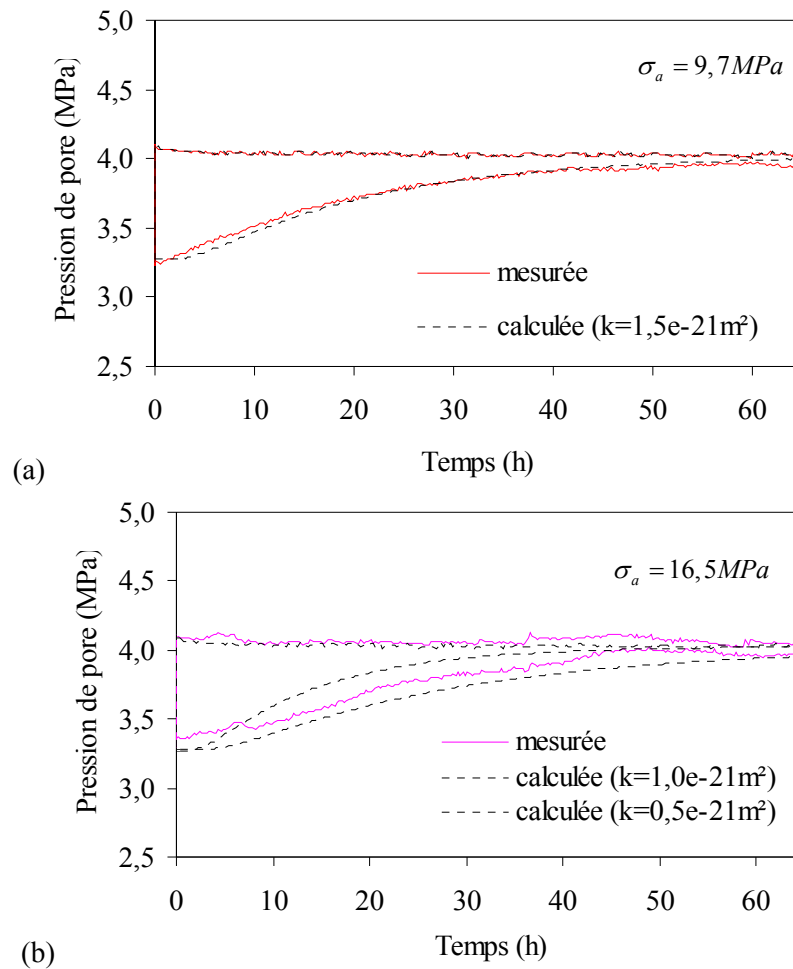 5,0
4,5
4,0
3,5
3,0
2,5
Pression de pore (MPa)
σₐ = 9,7MPa
mesurée
calculée (k=1,5e-21m²)
0 10 20 30 40 50 60
Temps (h)
(a)
5,0
4,5
4,0
3,5
3,0
2,5
Pression de pore (MPa)
σₐ = 16,5MPa
mesurée
calculée (k=1,0e-21m²)
calculée (k=0,5e-21m²)
0 10 20 30 40 50 60
Temps (h)
(b)